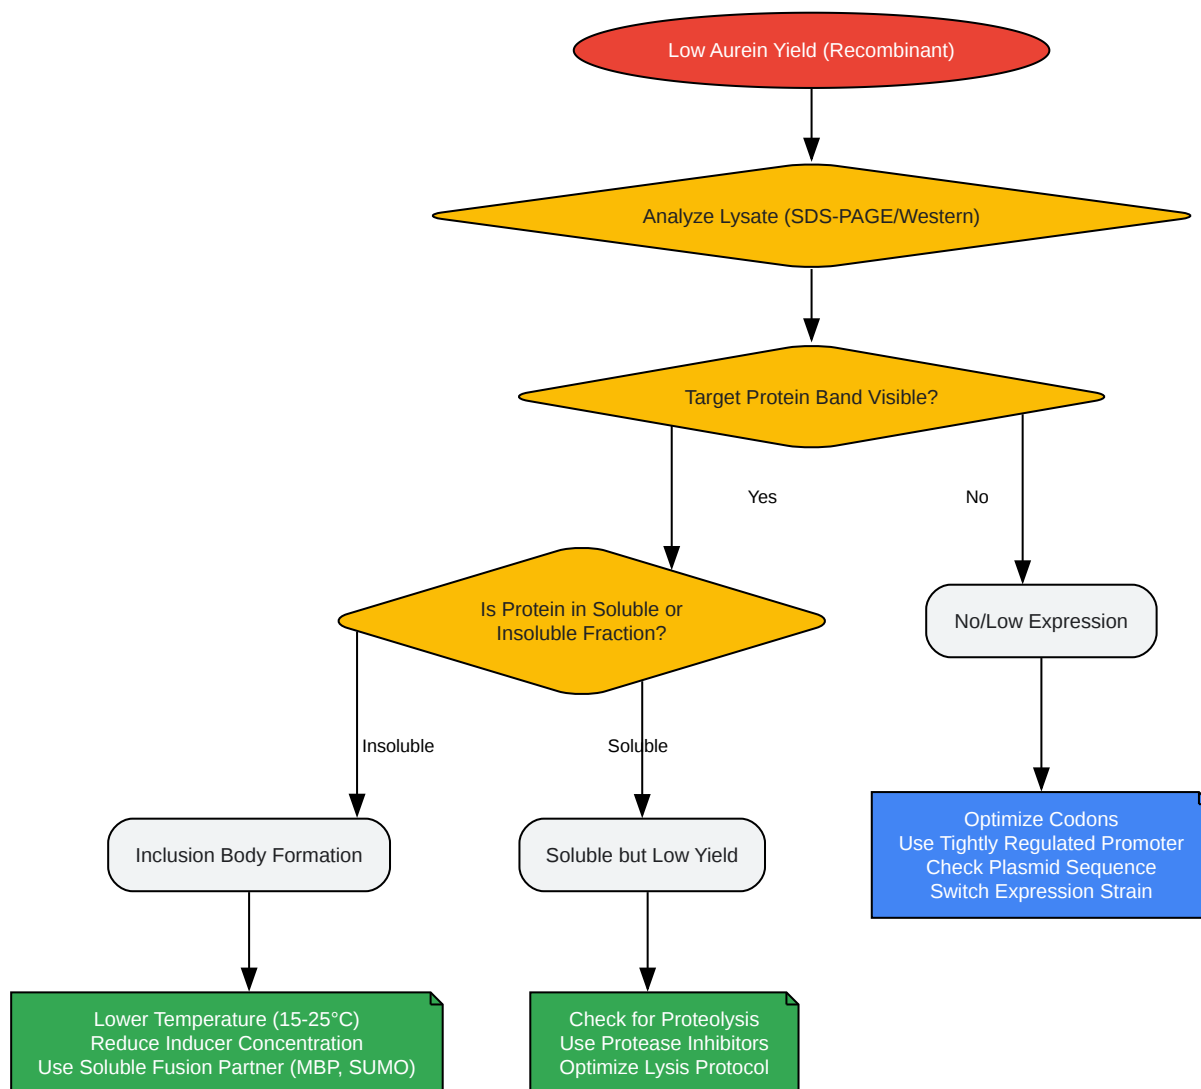 Low Aurein Yield (Recombinant)
Analyze Lysate (SDS-PAGE/Western)
Target Protein Band Visible?
Yes
No
Is Protein in Soluble or
Insoluble Fraction?
No/Low Expression
Insoluble
Soluble
Optimize Codons
Use Tightly Regulated Promoter
Check Plasmid Sequence
Switch Expression Strain
Inclusion Body Formation
Soluble but Low Yield
Lower Temperature (15-25°C)
Reduce Inducer Concentration
Use Soluble Fusion Partner (MBP, SUMO)
Check for Proteolysis
Use Protease Inhibitors
Optimize Lysis Protocol